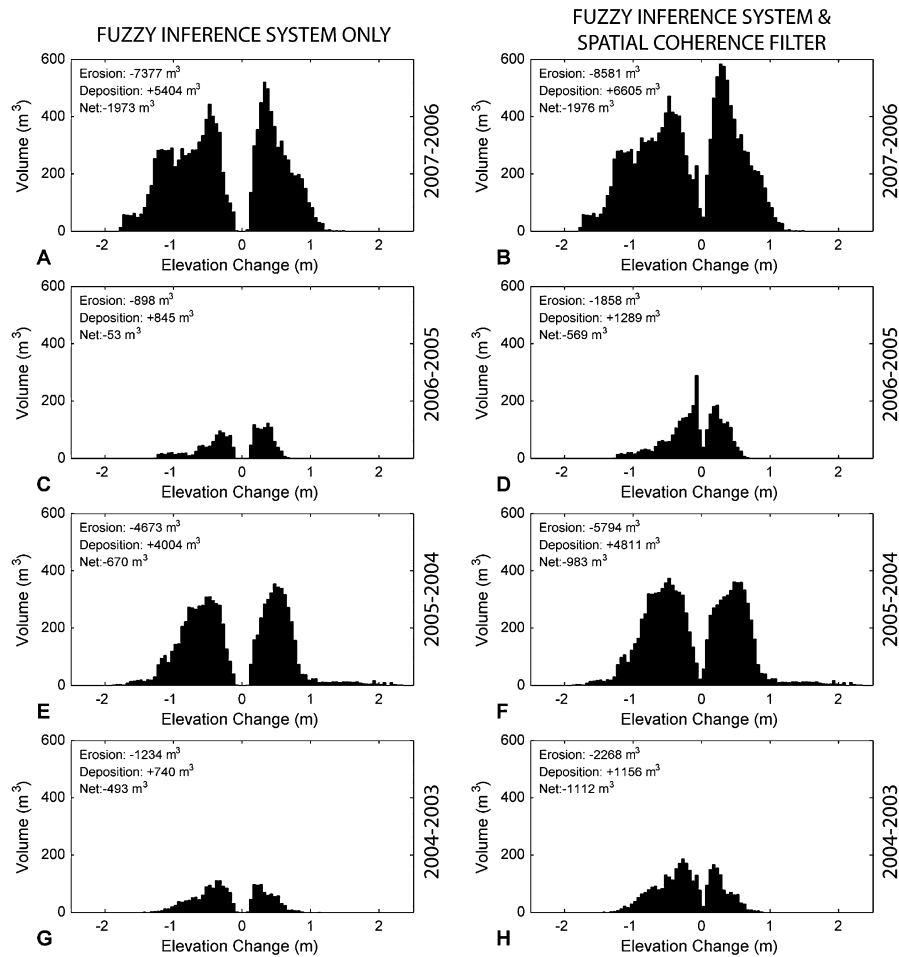 FUZZY INFERENCE SYSTEM ONLY
FUZZY INFERENCE SYSTEM &
SPATIAL COHERENCE FILTER
600
400
200
0
Volume (m³)
Erosion: -7377 m³
Deposition: +5404 m³
Net:-1973 m³
-2 -1 0 1 2
A
Elevation Change (m)
2007-2006
600
400
200
0
Volume (m³)
Erosion: -8581 m³
Deposition: +6605 m³
Net:-1976 m³
-2 -1 0 1 2
B
Elevation Change (m)
2007-2006
600
400
200
0
Volume (m³)
Erosion: -898 m³
Deposition: +845 m³
Net:-53 m³
-2 -1 0 1 2
C
Elevation Change (m)
2006-2005
600
400
200
0
Volume (m³)
Erosion: -1858 m³
Deposition: +1289 m³
Net:-569 m³
-2 -1 0 1 2
D
Elevation Change (m)
2006-2005
600
400
200
0
Volume (m³)
Erosion: -4673 m³
Deposition: +4004 m³
Net:-670 m³
-2 -1 0 1 2
E
Elevation Change (m)
2005-2004
600
400
200
0
Volume (m³)
Erosion: -5794 m³
Deposition: +4811 m³
Net:-983 m³
-2 -1 0 1 2
F
Elevation Change (m)
2005-2004
600
400
200
0
Volume (m³)
Erosion: -1234 m³
Deposition: +740 m³
Net:-493 m³
-2 -1 0 1 2
G
Elevation Change (m)
2004-2003
600
400
200
0
Volume (m³)
Erosion: -2268 m³
Deposition: +1156 m³
Net:-1112 m³
-2 -1 0 1 2
H
Elevation Change (m)
2004-2003